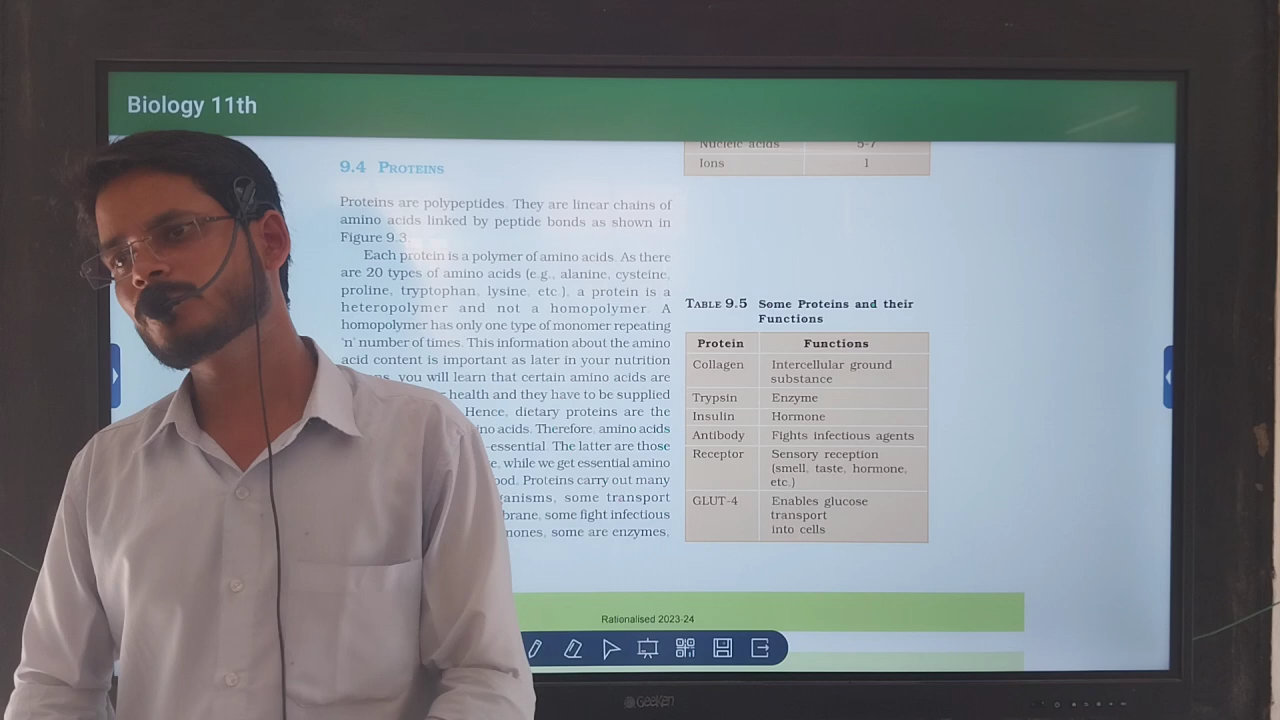 Biology 11th
9.4 PROTEINS
Proteins are polypeptides. They are linear chains of
amino acids linked by peptide bonds as shown in
Figure 9.3.
Each protein is a polymer of amino acids. As there
are 20 types of amino acids (e.g., alanine, cysteine,
proline, tryptophan, lysine, etc.), a protein is a
heteropolymer and not a homopolymer. A
homopolymer has only one type of monomer repeating
'n' number of times. This information about the amino
acid content is important as later in your nutrition
you will learn that certain amino acids are
health and they have to be supplied
Hence, dietary proteins are the
acids. Therefore, amino acids
-essential. The latter are those
while we get essential amino
Proteins carry out many
some transport
some fight infectious
some are enzymes,
Nucleic acids 5-7
Ions 1
TABLE 9.5 Some Proteins and their
Functions
Protein Functions
Collagen Intercellular ground
substance
Trypsin Enzyme
Insulin Hormone
Antibody Fights infectious agents
Receptor Sensory reception
(smell, taste, hormone,
etc.)
GLUT-4 Enables glucose
transport
into cells
Rationalised 2023-24
GeeKen